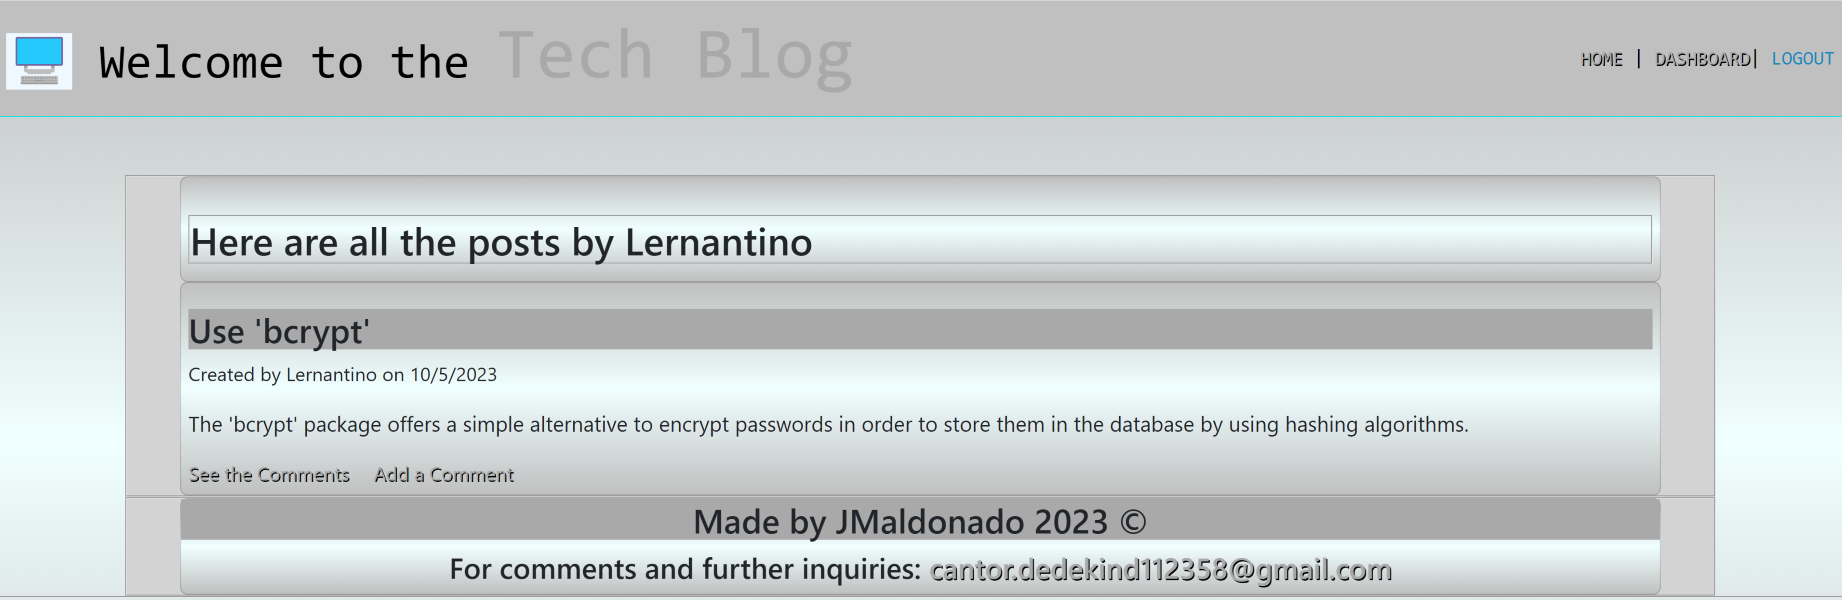 Welcome to the Tech Blog
HOME | DASHBOARD| LOGOUT
Here are all the posts by Lernantino
Use 'bcrypt'
Created by Lernantino on 10/5/2023
The 'bcrypt' package offers a simple alternative to encrypt passwords in order to store them in the database by using hashing algorithms.
See the Comments Add a Comment
Made by JMaldonado 2023 ©
For comments and further inquiries: cantor.dedekind112358@gmail.com